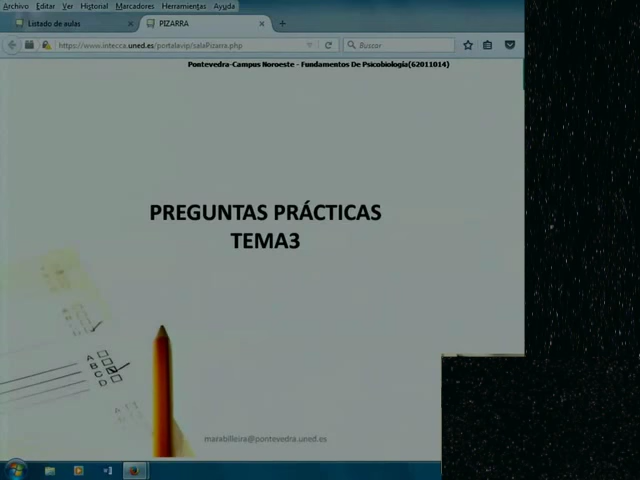 Archivo Editar Ver Historial Marcadores Herramientas Ayuda
Listado de aulas
PIZARRA
https://www.intecca.uned.es/portalavip/salaPizarra.php
Buscar
Pontevedra-Campus Noroeste - Fundamentos De Psicobiología(62011014)
PREGUNTAS PRÁCTICAS
TEMA3
A
B
C
D
marabilleira@pontevedra.uned.es